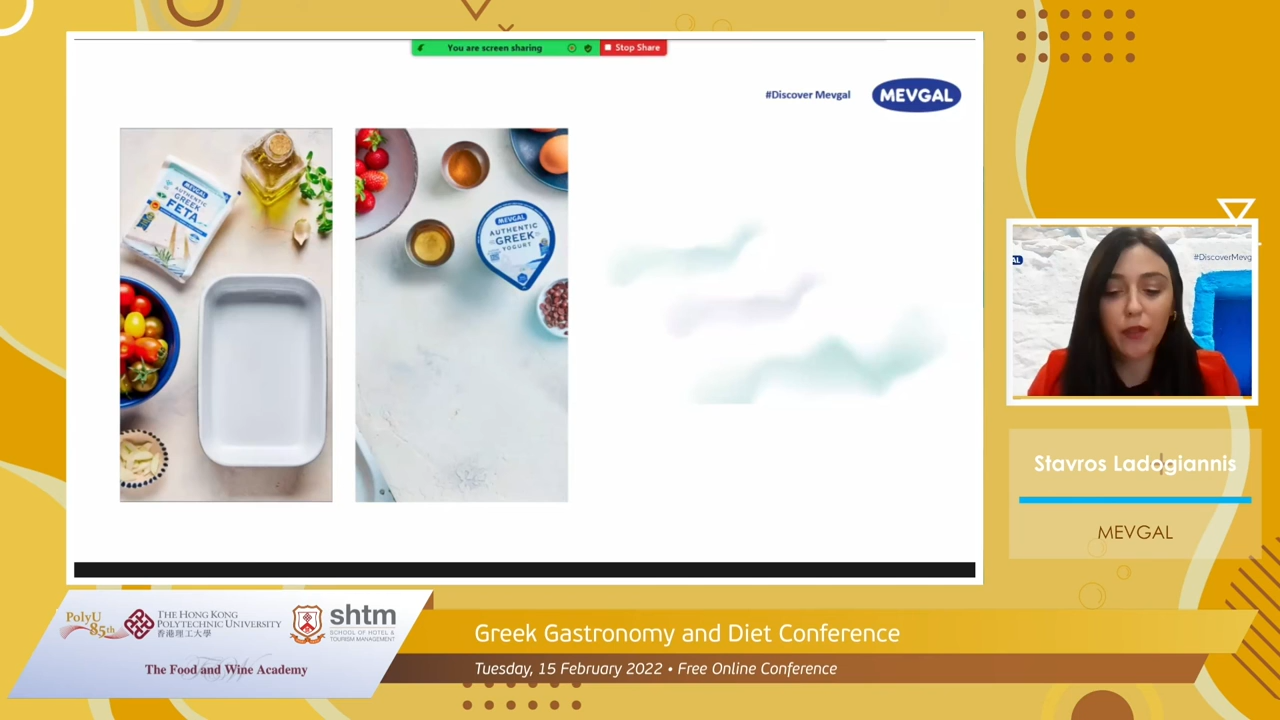 You are screen sharing
Stop Share
#Discover Mevgal
MEVGAL
MEVGAL
AUTHENTIC
GREEK
FETA
MEVGAL
AUTHENTIC
GREEK
YOGURT
AL
#DiscoverMevg
Stavros Ladogiannis
MEVGAL
PolyU
85th
THE HONG KONG
POLYTECHNIC UNIVERSITY
香港理工大學
shtm
SCHOOL OF HOTEL &
TOURISM MANAGEMENT
The Food and Wine Academy
Greek Gastronomy and Diet Conference
Tuesday, 15 February 2022 • Free Online Conference